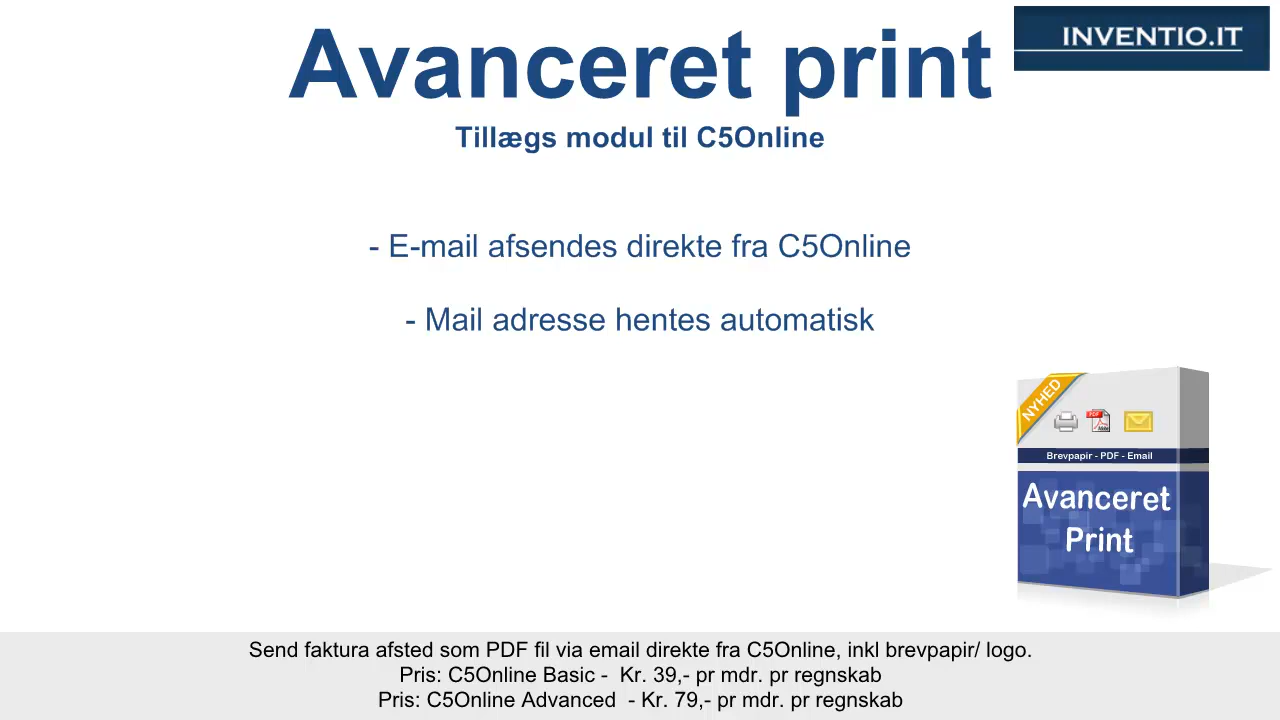 Avanceret print
INVENTIO.IT
Tillægs modul til C5Online
- E-mail afsendes direkte fra C5Online
- Mail adresse hentes automatisk
NYHED
PDF
Adobe
Brevpapir - PDF - Email
Avanceret
Print
Send faktura afsted som PDF fil via email direkte fra C5Online, inkl brevpapir/ logo.
Pris: C5Online Basic -  Kr. 39,- pr mdr. pr regnskab
Pris: C5Online Advanced  - Kr. 79,- pr mdr. pr regnskab